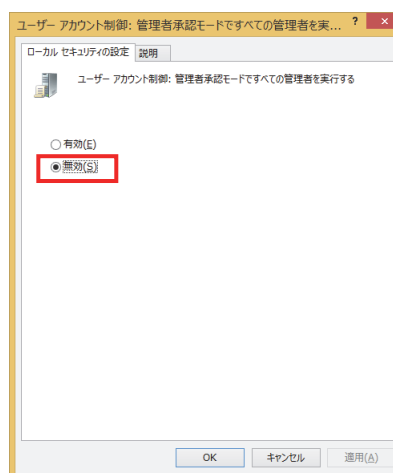 ユーザー アカウント制御: 管理者承認モードですべての管理者を実... ? ×
ローカル セキュリティの設定 説明
ユーザー アカウント制御: 管理者承認モードですべての管理者を実行する
有効(E)
無効(S)
OK キャンセル 適用(A)